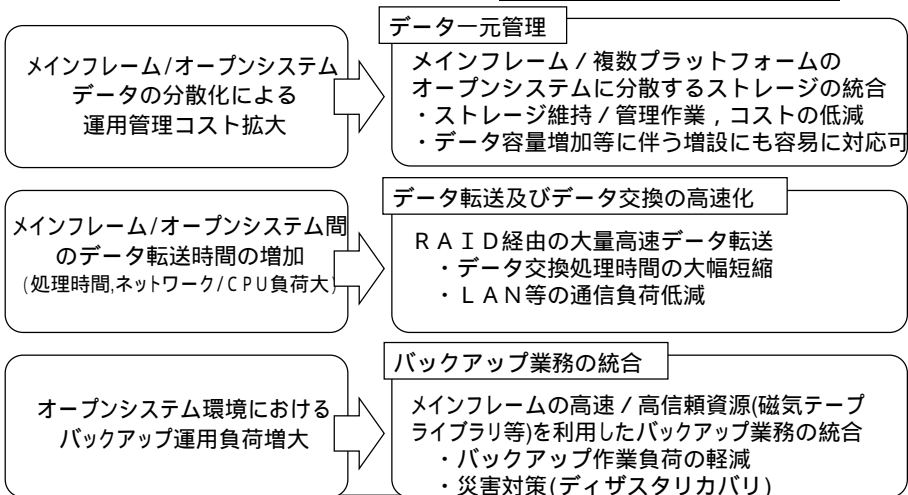 メインフレーム/オープンシステム
データの分散化による
運用管理コスト拡大
データ一元管理
メインフレーム / 複数プラットフォームの
オープンシステムに分散するストレージの統合
・ストレージ維持 / 管理作業 , コストの低減
・データ容量増加等に伴う増設にも容易に対応可
メインフレーム/オープンシステム間
のデータ転送時間の増加
(処理時間,ネットワーク/CPU負荷大)
データ転送及びデータ交換の高速化
RAID経由の大量高速データ転送
・データ交換処理時間の大幅短縮
・LAN等の通信負荷低減
オープンシステム環境における
バックアップ運用負荷増大
バックアップ業務の統合
メインフレームの高速 / 高信頼資源(磁気テープ
ライブラリ等)を利用したバックアップ業務の統合
・バックアップ作業負荷の軽減
・災害対策(ディザスタリカバリ)